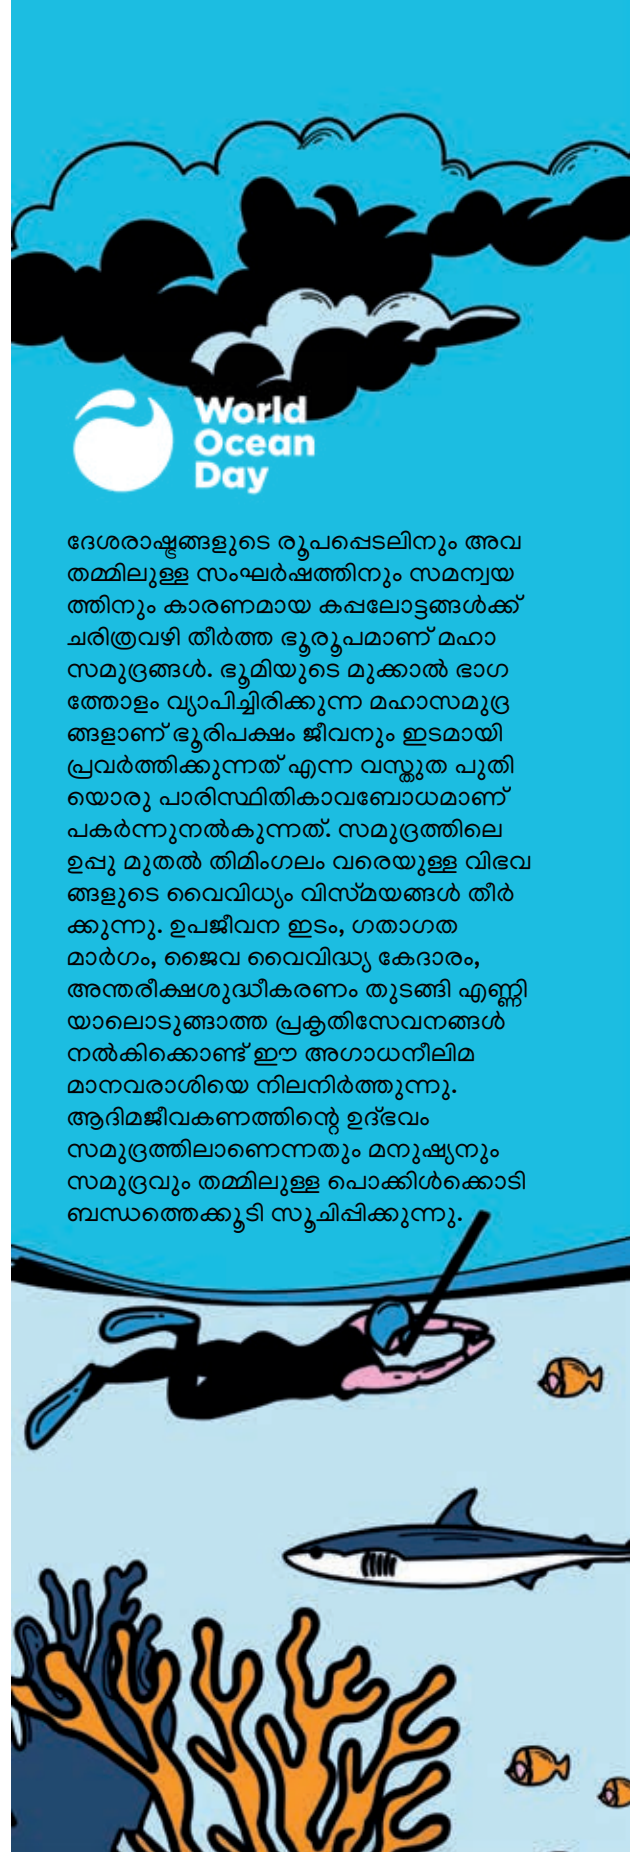 World
Ocean
Day
ദേശരാഷ്ട്രങ്ങളുടെ രൂപപ്പെടലിനും അവ
തമ്മിലുള്ള സംഘർഷത്തിനും സമന്വയ
ത്തിനും കാരണമായ കപ്പലോട്ടങ്ങൾക്ക്
ചരിത്രവഴി തീർത്ത ഭൂരൂപമാണ് മഹാ
സമുദ്രങ്ങൾ. ഭൂമിയുടെ മുക്കാൽ ഭാഗ
ത്തോളം വ്യാപിച്ചിരിക്കുന്ന മഹാസമുദ്ര
ങ്ങളാണ് ഭൂരിപക്ഷം ജീവനും ഇടമായി
പ്രവർത്തിക്കുന്നത് എന്ന വസ്തുത പുതി
യൊരു പാരിസ്ഥിതികാവബോധമാണ്
പകർന്നുനൽകുന്നത്. സമുദ്രത്തിലെ
ഉപ്പു മുതൽ തിമിംഗലം വരെയുള്ള വിഭവ
ങ്ങളുടെ വൈവിധ്യം വിസ്മയങ്ങൾ തീർ
ക്കുന്നു. ഉപജീവന ഇടം, ഗതാഗത
മാർഗം, ജൈവ വൈവിദ്ധ്യ കേദാരം,
അന്തരീക്ഷശുദ്ധീകരണം തുടങ്ങി എണ്ണി
യാലൊടുങ്ങാത്ത പ്രകൃതിസേവനങ്ങൾ
നൽകിക്കൊണ്ട് ഈ അഗാധനീലിമ
മാനവരാശിയെ നിലനിർത്തുന്നു.
ആദിമജീവകണത്തിന്റെ ഉദ്ഭവം
സമുദ്രത്തിലാണെന്നതും മനുഷ്യനും
സമുദ്രവും തമ്മിലുള്ള പൊക്കിൾക്കൊടി
ബന്ധത്തെക്കൂടി സൂചിപ്പിക്കുന്നു.